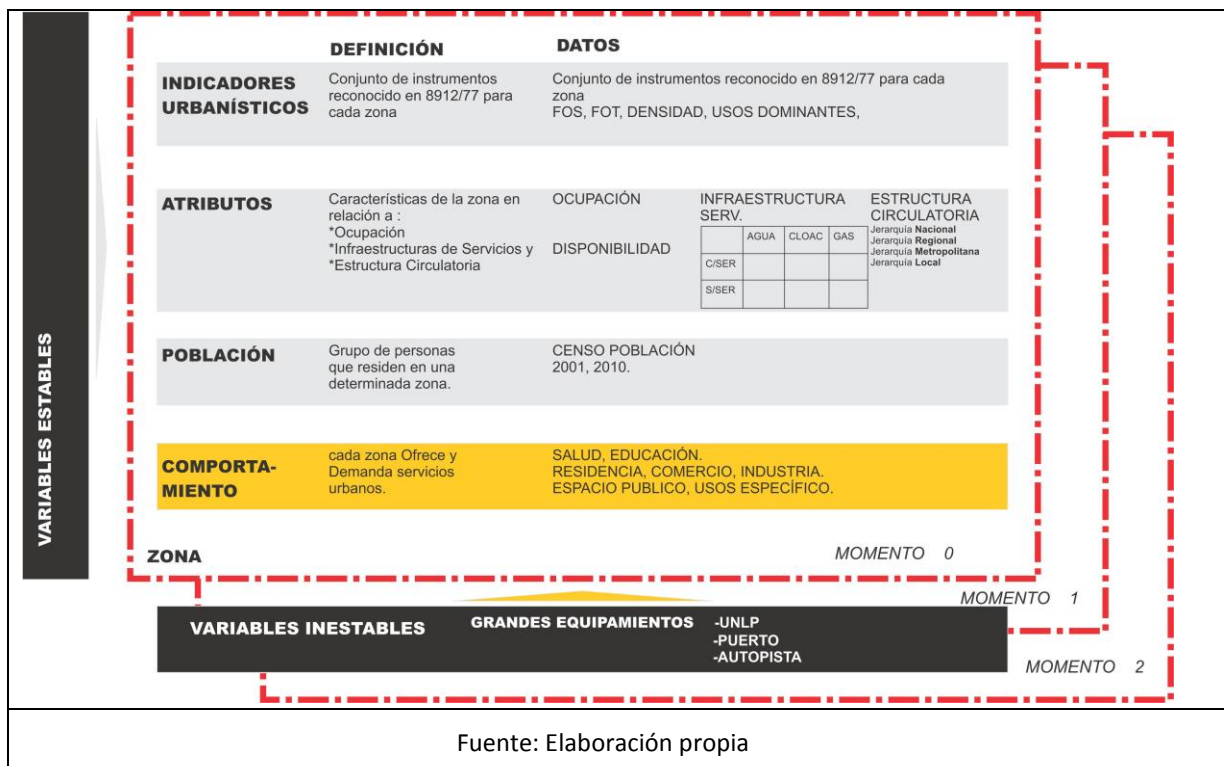 VARIABLES ESTABLES
DEFINICIÓN
DATOS
INDICADORES
URBANÍSTICOS
Conjunto de instrumentos
reconocido en 8912/77 para
cada zona
Conjunto de instrumentos reconocido en 8912/77 para cada
zona
FOS, FOT, DENSIDAD, USOS DOMINANTES,
ATRIBUTOS
Características de la zona en
relación a :
*Ocupación
*Infraestructuras de Servicios y
*Estructura Circulatoria
OCUPACIÓN
DISPONIBILIDAD
INFRAESTRUCTURA
SERV.
AGUA CLOAC GAS
C/SER
S/SER
ESTRUCTURA
CIRCULATORIA
Jerarquía Nacional
Jerarquía Regional
Jerarquía Metropolitana
Jerarquía Local
POBLACIÓN
Grupo de personas
que residen en una
determinada zona.
CENSO POBLACIÓN
2001, 2010.
COMPORTA-
MIENTO
cada zona Ofrece y
Demanda servicios
urbanos.
SALUD, EDUCACIÓN.
RESIDENCIA, COMERCIO, INDUSTRIA.
ESPACIO PUBLICO, USOS ESPECÍFICO.
ZONA
MOMENTO 0
MOMENTO 1
VARIABLES INESTABLES
GRANDES EQUIPAMIENTOS
-UNLP
-PUERTO
-AUTOPISTA
MOMENTO 2
Fuente: Elaboración propia